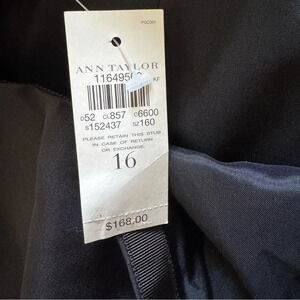 ANN TAYLOR
D52 CL857 C6600
S152437 SZ160
PLEASE RETAIN THIS STUB
IN CASE OF RETURN
OR EXCHANGE.
16
$168.00